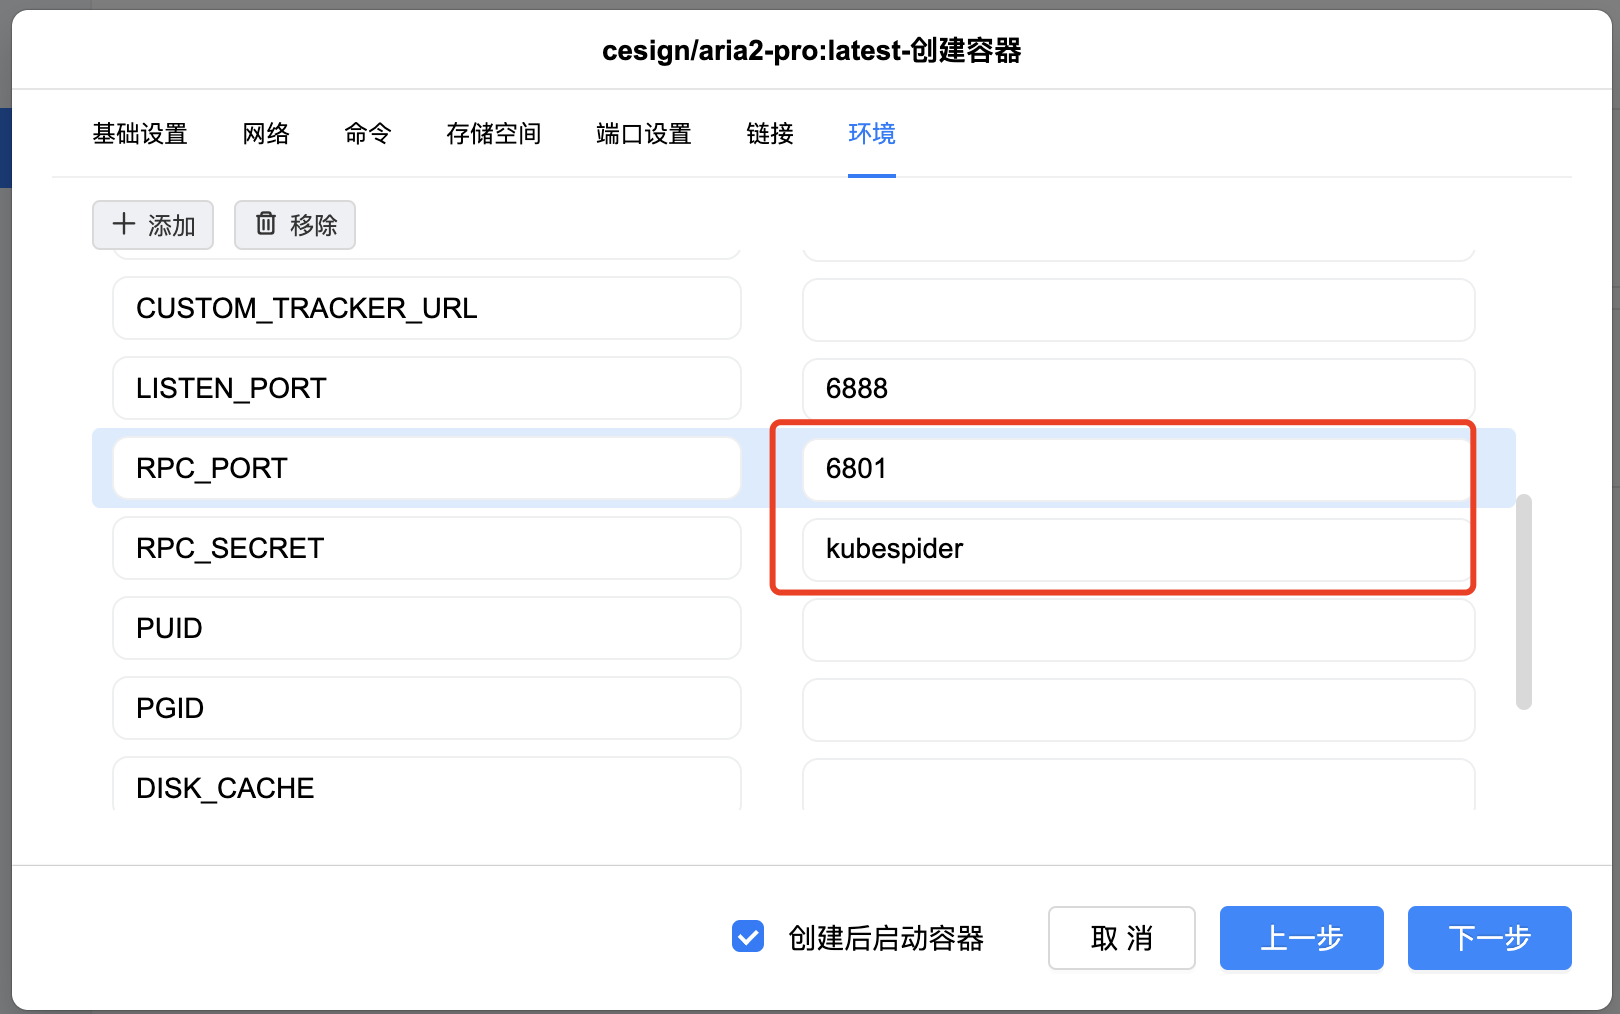 cesign/aria2-pro:latest-创建容器
基础设置 网络 命令 存储空间 端口设置 链接 环境
添加 移除
CUSTOM_TRACKER_URL
LISTEN_PORT 6888
RPC_PORT 6801
RPC_SECRET kubespider
PUID
PGID
DISK_CACHE
创建后启动容器 取 消 上一步 下一步